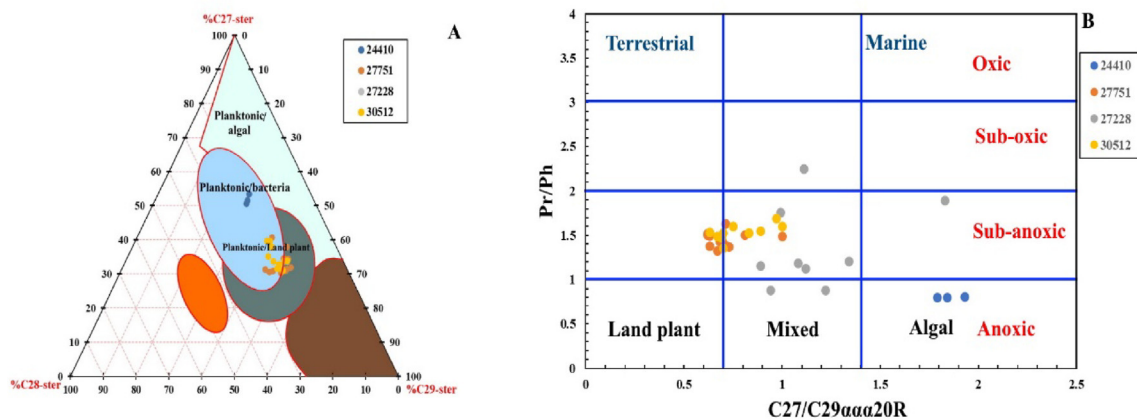 %C27-ster
A
100 0
90 10
80 20
70 30
60 40
50 50
40 60
30 70
20 80
10 90
0 100
24410
27751
27228
30512
Planktonic/
algal
Planktonic/bacteria
Planktonic/Land plant
%C28-ster
100 90 80 70 60 50 40 30 20 10 0
%C29-ster
B
Pr/Ph
4
3.5
3
2.5
2
1.5
1
0.5
0
Terrestrial
Marine
Oxic
Sub-oxic
Sub-anoxic
Land plant
Mixed
Algal
Anoxic
24410
27751
27228
30512
0 0.5 1 1.5 2 2.5
C27/C29ααα20R